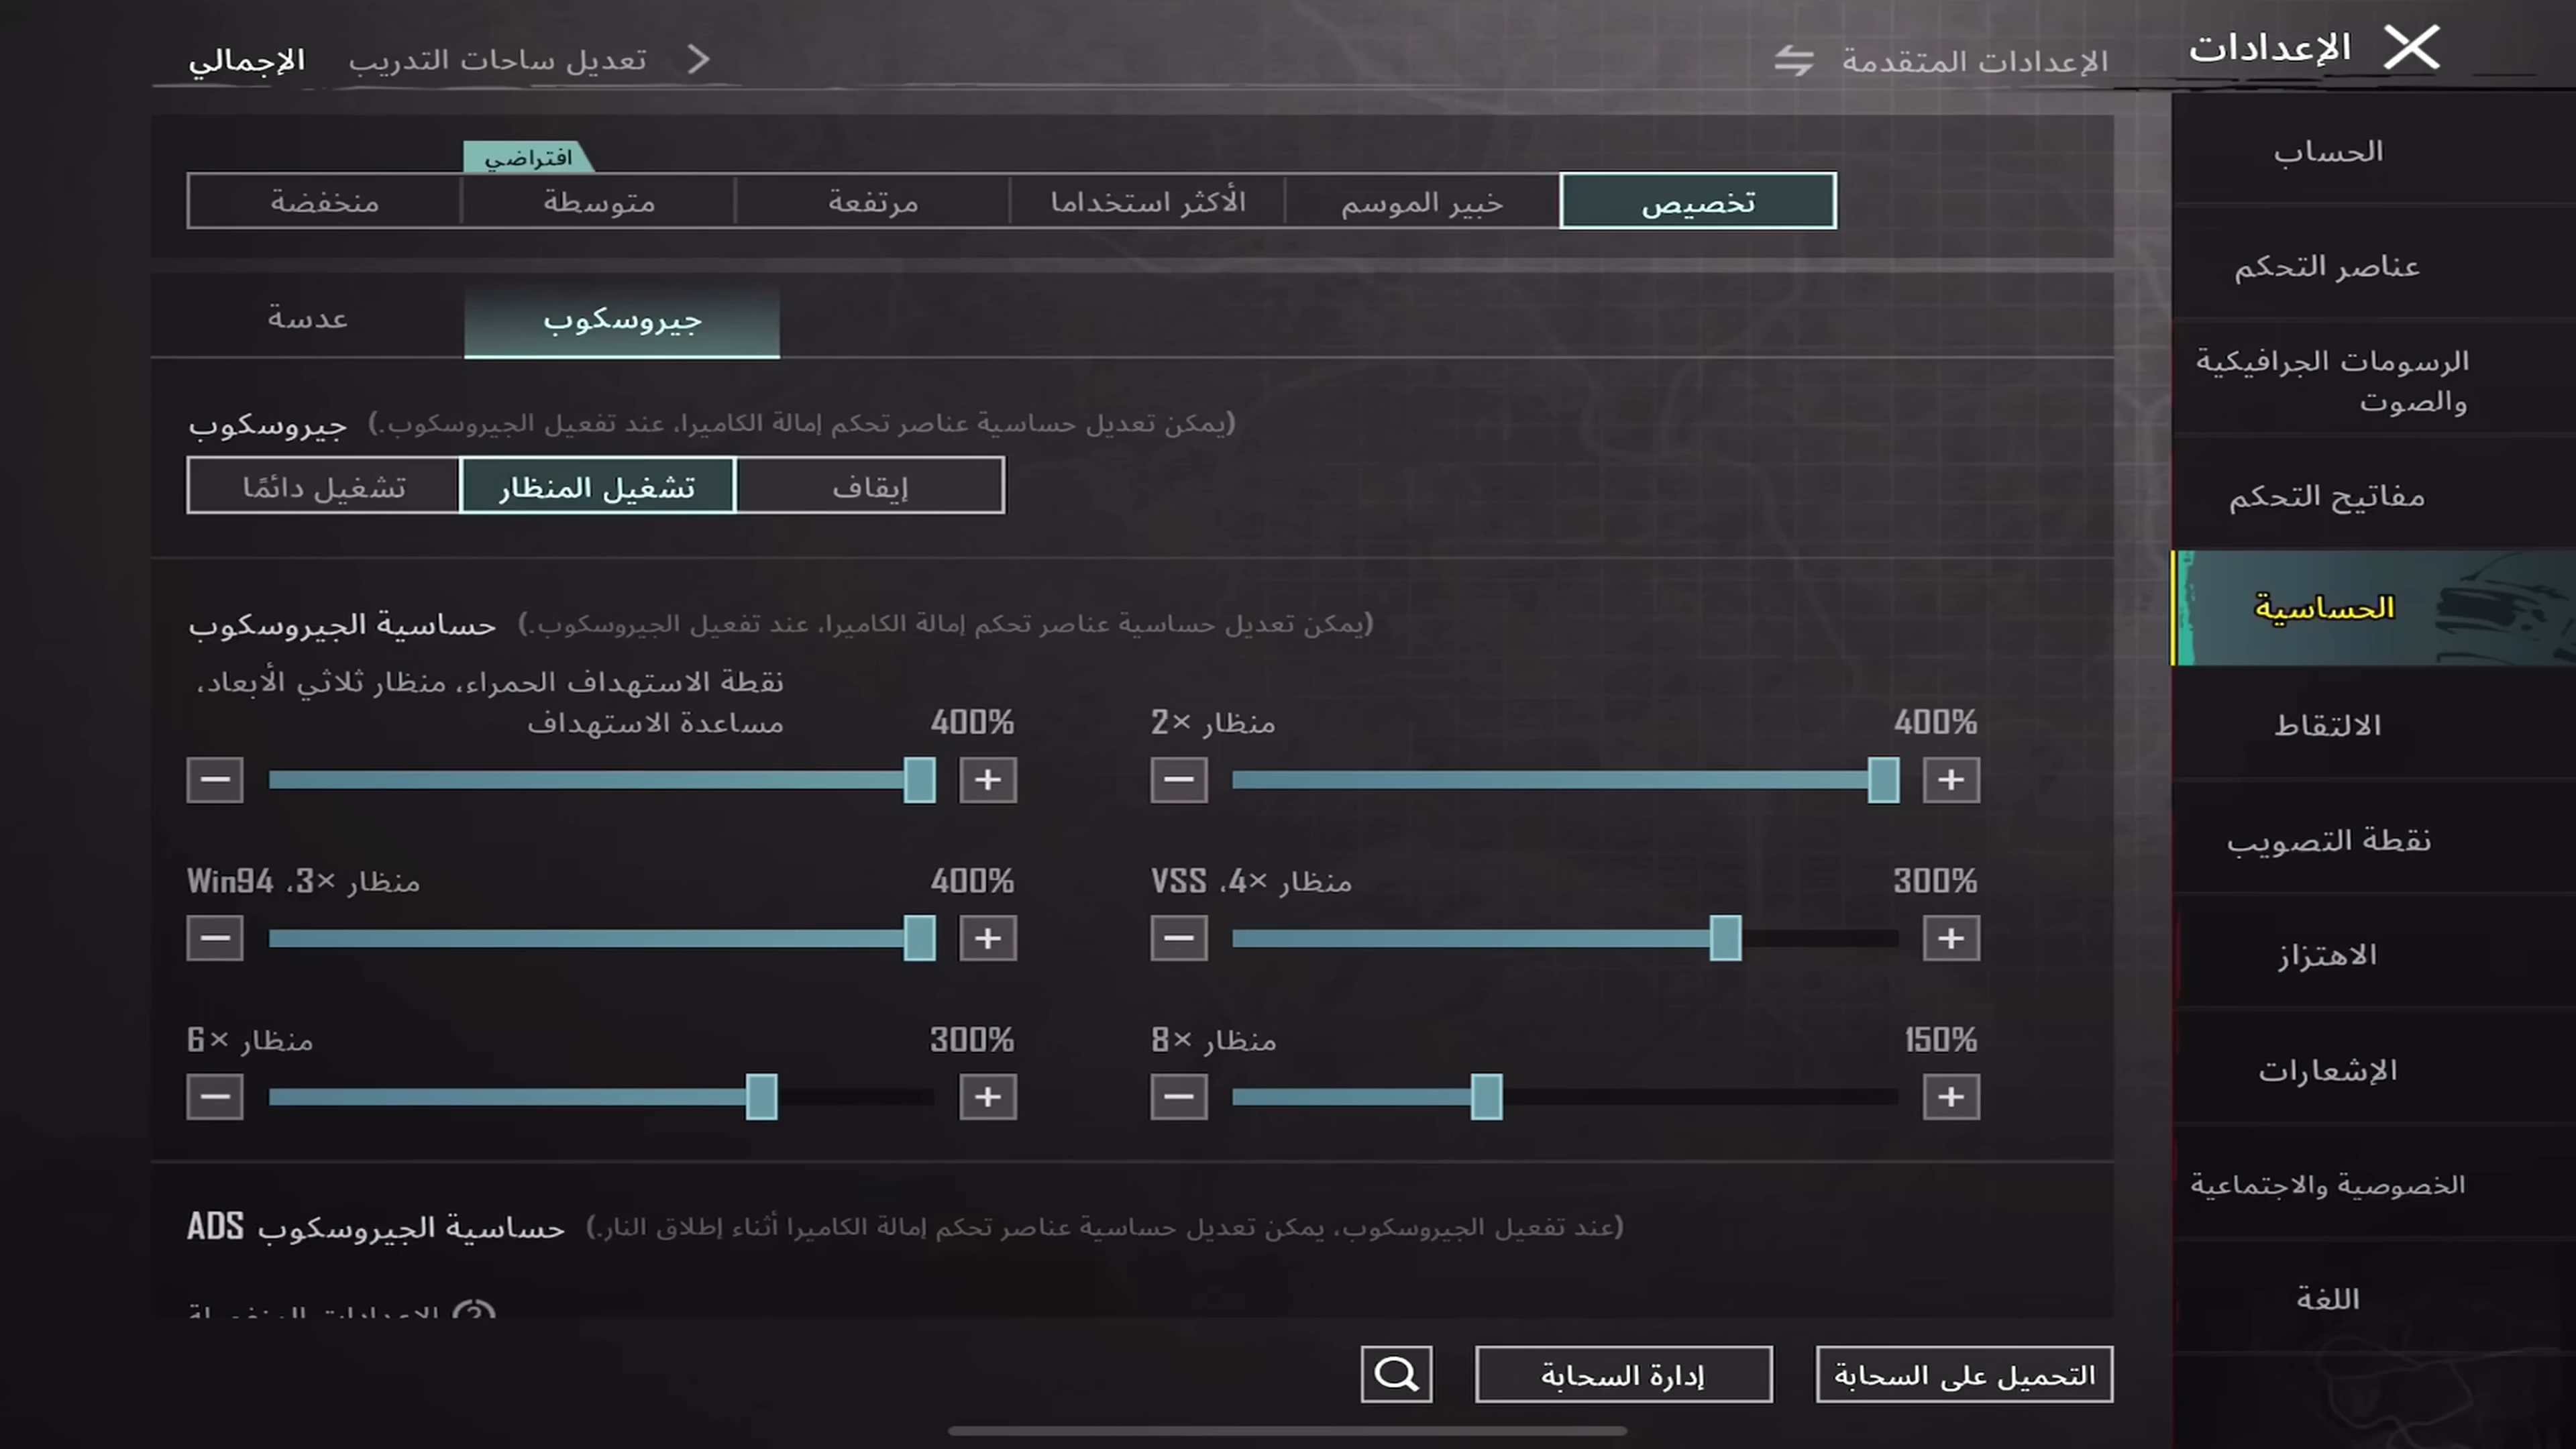 الإعدادات
الإعدادات المتقدمة
تعديل ساحات التدريب
الإجمالي
الحساب
عناصر التحكم
الرسومات الجرافيكية
والصوت
مفاتيح التحكم
الحساسية
الالتقاط
نقطة التصويب
الاهتزاز
الإشعارات
الخصوصية والاجتماعية
اللغة
افتراضي
منخفضة
متوسطة
مرتفعة
الأكثر استخداما
خبير الموسم
تخصيص
عدسة
جيروسكوب
جيروسكوب (يمكن تعديل حساسية عناصر تحكم إمالة الكاميرا، عند تفعيل الجيروسكوب.)
تشغيل دائمًا
تشغيل المنظار
إيقاف
حساسية الجيروسكوب (يمكن تعديل حساسية عناصر تحكم إمالة الكاميرا، عند تفعيل الجيروسكوب.)
نقطة الاستهداف الحمراء، منظار ثلاثي الأبعاد،
مساعدة الاستهداف
400%
منظار ×2
400%
منظار ×3، Win94
400%
منظار ×4، VSS
300%
منظار ×6
300%
منظار ×8
150%
حساسية الجيروسكوب ADS (عند تفعيل الجيروسكوب، يمكن تعديل حساسية عناصر تحكم إمالة الكاميرا أثناء إطلاق النار.)
التحميل على السحابة
إدارة السحابة